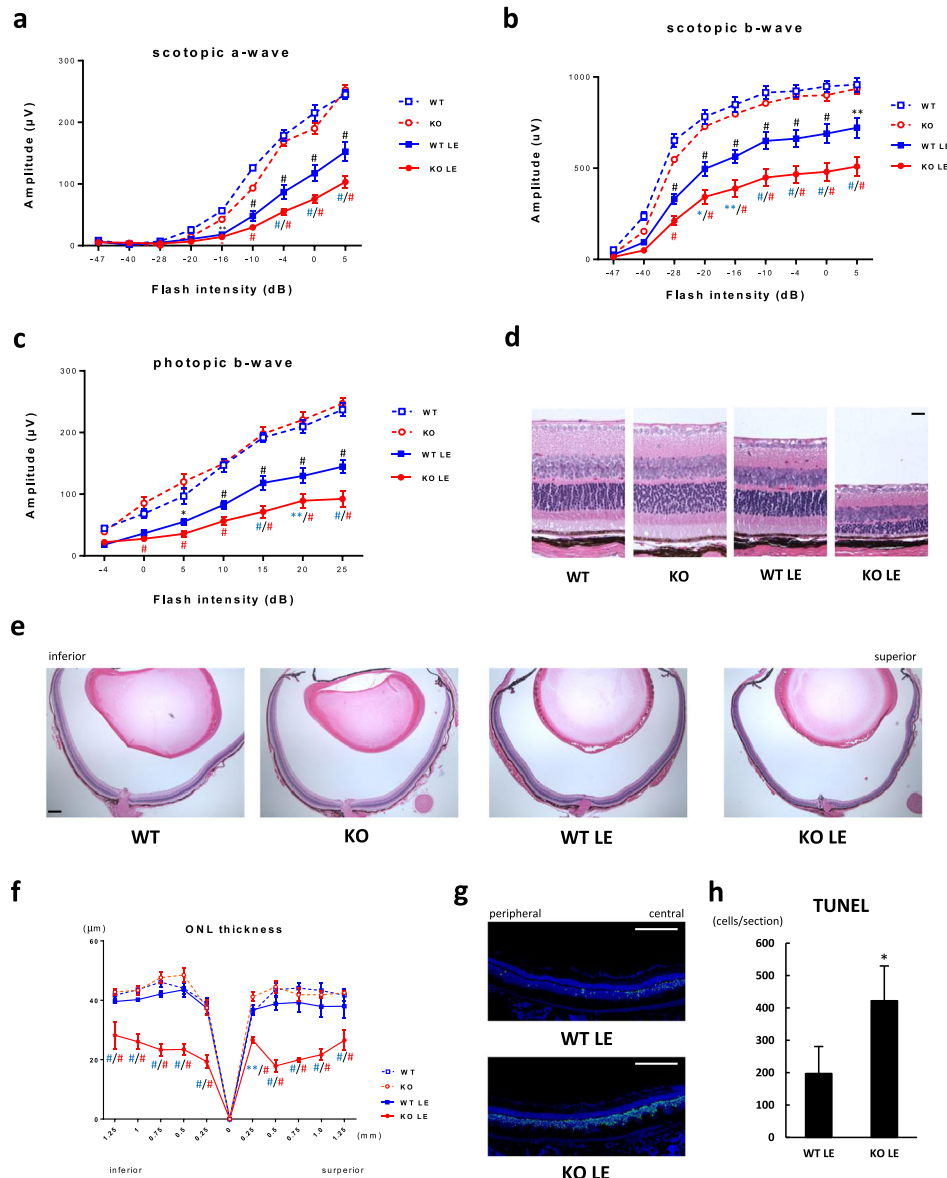 a
scotopic a-wave
Amplitude (µV)
300
200
100
0
WT
KO
WT LE
KO LE
**
#
#
#
#
#
#
#/#
#/#
#/#
-47 -40 -28 -20 -16 -10 -4 0 5
Flash intensity (dB)
b
scotopic b-wave
Amplitude (uV)
1000
500
0
WT
KO
WT LE
KO LE
# # # # # # **
# */# **/# #/# #/# #/# #/#
-47 -40 -28 -20 -16 -10 -4 0 5
Flash intensity (dB)
c
photopic b-wave
Amplitude (µV)
300
200
100
0
WT
KO
WT LE
KO LE
* # # # #
# # # #/# **/# #/#
-4 0 5 10 15 20 25
Flash intensity (dB)
d
WT KO WT LE KO LE
e
inferior superior
WT KO WT LE KO LE
f
(µm) ONL thickness
60
40
20
0
WT
KO
WT LE
KO LE
#/# #/# #/# #/# #/# **/# #/# #/# #/# #/#
1.25 1 0.75 0.5 0.25 0 0.25 0.5 0.75 1.0 1.25 (mm)
inferior surperior
g
peripheral central
WT LE
KO LE
h
TUNEL
(cells/section)
600
500
400
300
200
100
0
*
WT LE KO LE